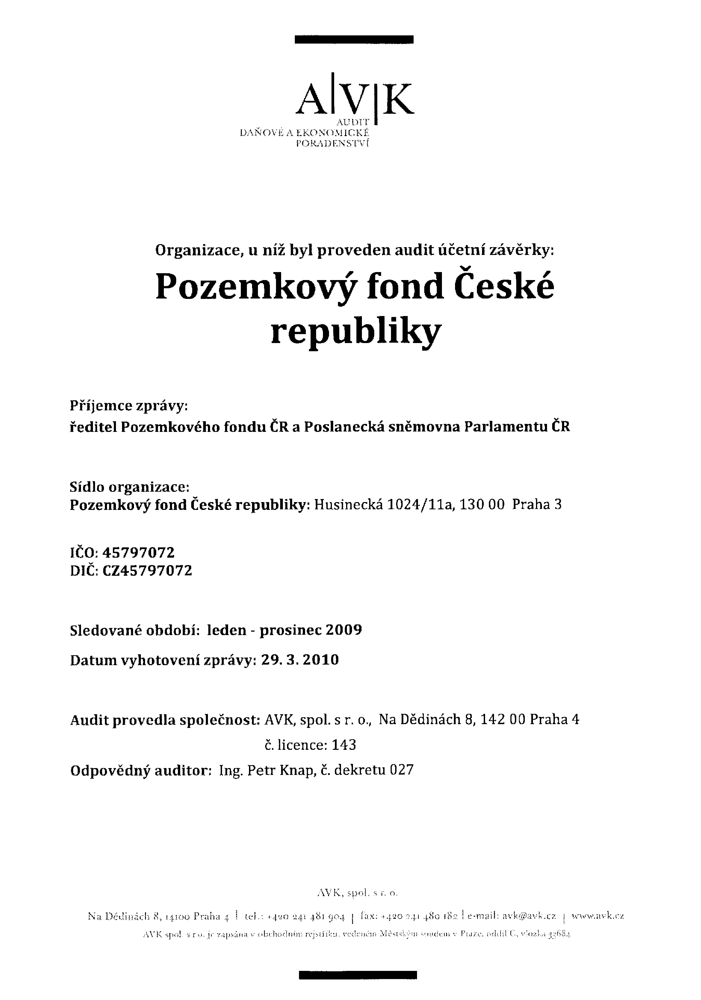 A|V|K
AUDIT
DAŇOVÉ A EKONOMICKÉ
PORADENSTVÍ
Organizace, u níž byl proveden audit účetní závěrky:
Pozemkový fond České
republiky
Příjemce zprávy:
ředitel Pozemkového fondu ČR a Poslanecká sněmovna Parlamentu ČR
Sídlo organizace:
Pozemkový fond České republiky: Husinecká 1024/11a, 130 00 Praha 3
IČO: 45797072
DIČ: CZ45797072
Sledované období: leden - prosinec 2009
Datum vyhotovení zprávy: 29. 3. 2010
Audit provedla společnost: AVK, spol. s r. o., Na Dědinách 8, 142 00 Praha 4
č. licence: 143
Odpovědný auditor: Ing. Petr Knap, č. dekretu 027
AVK, spol. s r. o.
Na Dědinách 8, 14100 Praha 4 | tel.: +420 241 481 904 | fax: +420 241 480 182 | e-mail: avk@avk.cz | www.avk.cz
AVK spol. s r.o. je zapsána v obchodním rejstříku, vedeném Městským soudem v Praze, oddíl C, vložka 33684